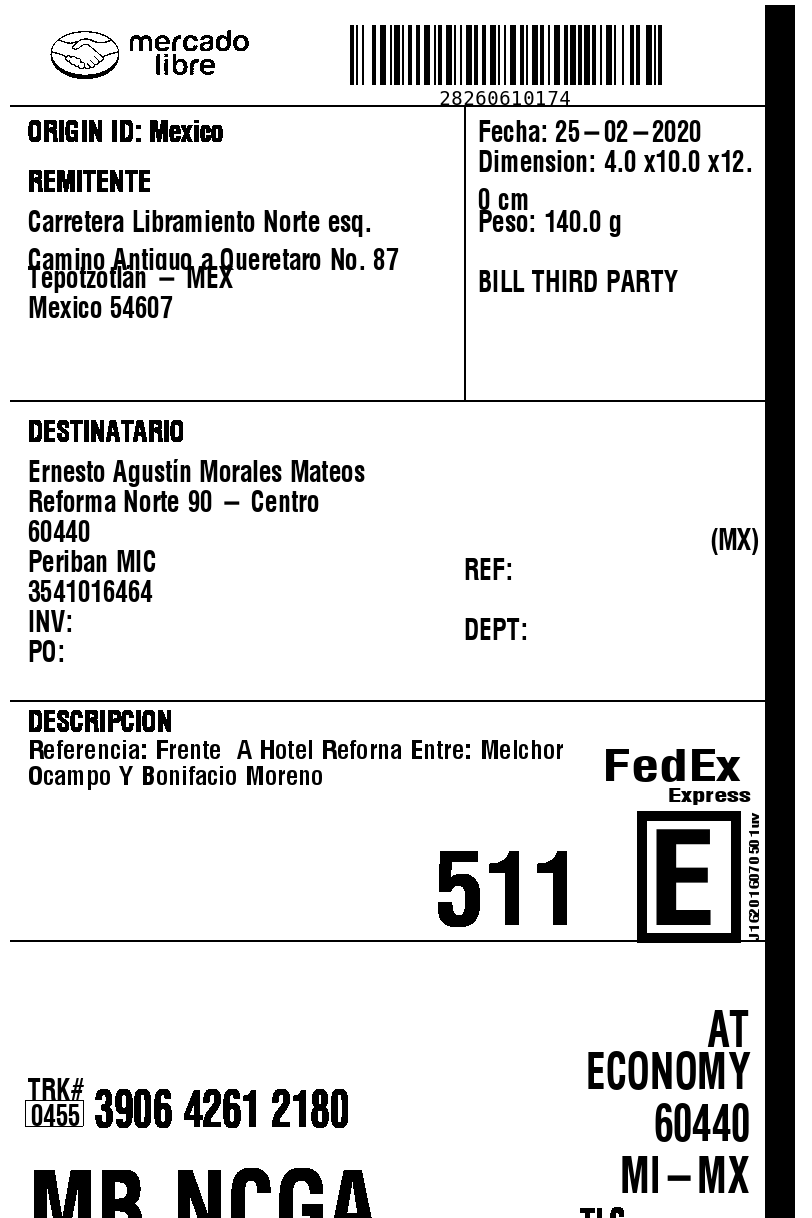 mercado
libre
28260610174
ORIGIN ID: Mexico
REMITENTE
Carretera Libramiento Norte esq.
Camino Antiguo a Queretaro No. 87
Tepotzotlán – MEX
Mexico 54607
Fecha: 25–02–2020
Dimension: 4.0 x10.0 x12.
0 cm
Peso: 140.0 g
BILL THIRD PARTY
DESTINATARIO
Ernesto Agustín Morales Mateos
Reforma Norte 90 – Centro
60440
Periban MIC
3541016464
INV:
PO:
(MX)
REF:
DEPT:
DESCRIPCION
Referencia: Frente A Hotel Reforna Entre: Melchor
Ocampo Y Bonifacio Moreno
FedEx
Express
511
E
AT
ECONOMY
60440
MI–MX
TRK#
0455
3906 4261 2180